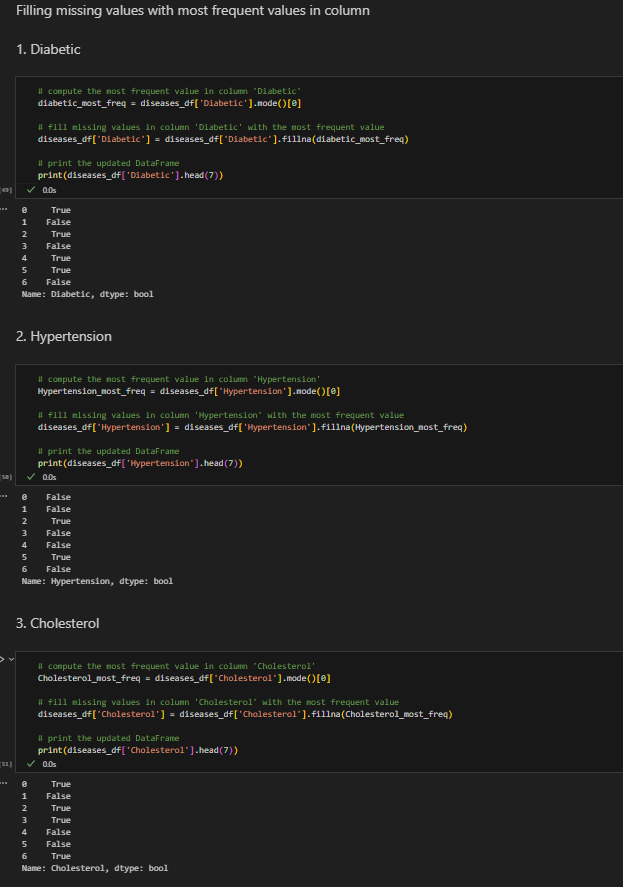 Filling missing values with most frequent values in column
1. Diabetic
# compute the most frequent value in column 'Diabetic'
diabetic_most_freq = diseases_df['Diabetic'].mode()[0]
# fill missing values in column 'Diabetic' with the most frequent value
diseases_df['Diabetic'] = diseases_df['Diabetic'].fillna(diabetic_most_freq)
# print the updated DataFrame
print(diseases_df['Diabetic'].head(7))
[49] ✓ 0.0s
... 0 True
1 False
2 True
3 False
4 True
5 True
6 False
Name: Diabetic, dtype: bool
2. Hypertension
# compute the most frequent value in column 'Hypertension'
Hypertension_most_freq = diseases_df['Hypertension'].mode()[0]
# fill missing values in column 'Hypertension' with the most frequent value
diseases_df['Hypertension'] = diseases_df['Hypertension'].fillna(Hypertension_most_freq)
# print the updated DataFrame
print(diseases_df['Hypertension'].head(7))
[50] ✓ 0.0s
... 0 False
1 False
2 True
3 False
4 False
5 True
6 False
Name: Hypertension, dtype: bool
3. Cholesterol
# compute the most frequent value in column 'Cholesterol'
Cholesterol_most_freq = diseases_df['Cholesterol'].mode()[0]
# fill missing values in column 'Cholesterol' with the most frequent value
diseases_df['Cholesterol'] = diseases_df['Cholesterol'].fillna(Cholesterol_most_freq)
# print the updated DataFrame
print(diseases_df['Cholesterol'].head(7))
[51] ✓ 0.0s
... 0 True
1 False
2 True
3 True
4 False
5 False
6 True
Name: Cholesterol, dtype: bool